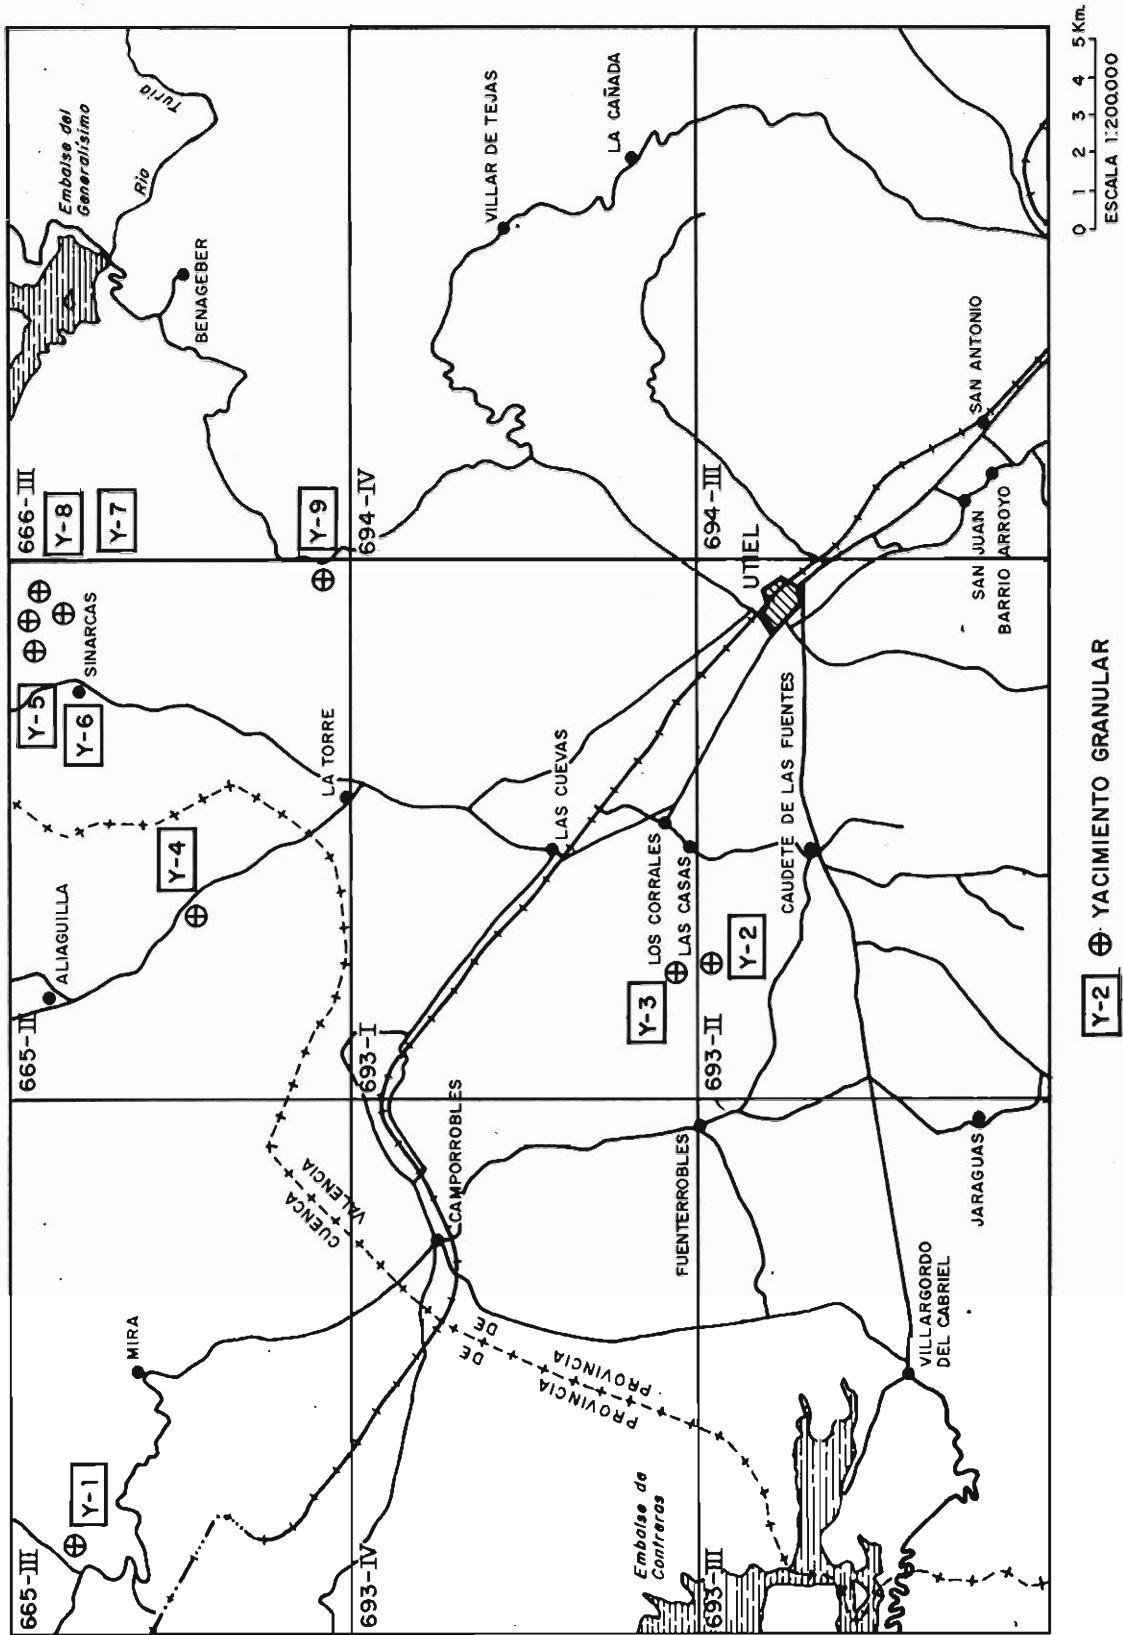 665-III
Y-1
MIRA
665-II
ALIAGUILLA
Y-4
LA TORRE
Y-5
Y-6
SINARCAS
666-III
Y-8
Y-7
Y-9
BENAGEBER
Embalse del
Generalísimo
Rio
Turia
693-IV
PROVINCIA DE CUENCA
PROVINCIA DE VALENCIA
CAMPORROBLES
693-I
LAS CUEVAS
LOS CORRALES
LAS CASAS
Y-3
694-IV
VILLAR DE TEJAS
LA CAÑADA
Embalse de
Contreras
693-III
FUENTERROBLES
VILLARGORDO
DEL CABRIEL
JARAGUAS
693-II
Y-2
CAUDETE DE LAS FUENTES
UTIEL
694-III
SAN JUAN
BARRIO ARROYO
SAN ANTONIO
Y-2 YACIMIENTO GRANULAR
0 1 2 3 4 5 Km.
ESCALA 1:200.000